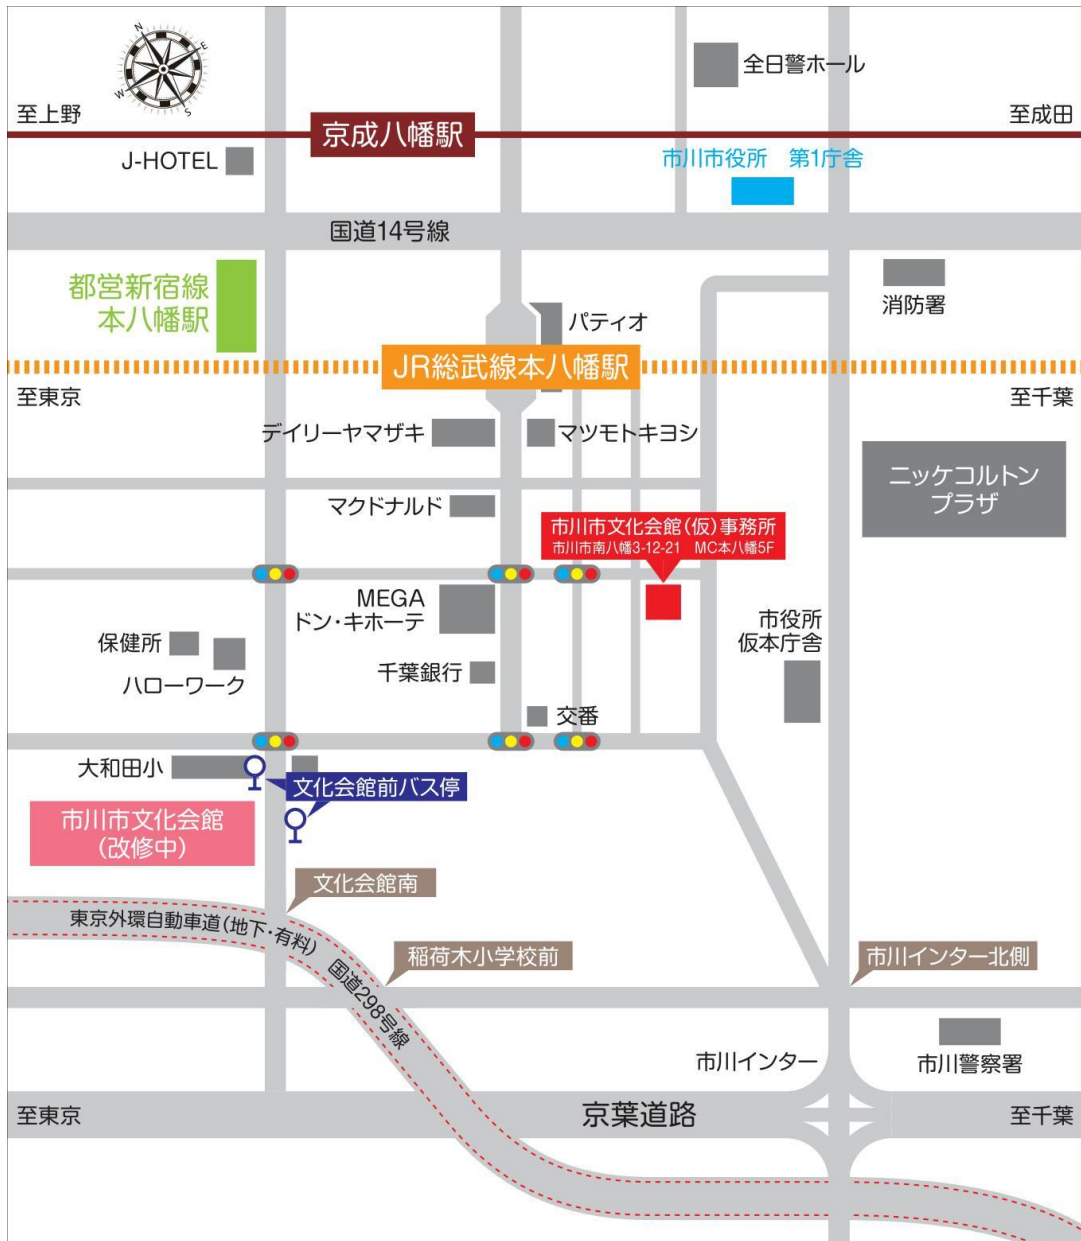 N
E
W
S
全日警ホール
至上野
至成田
京成八幡駅
J-HOTEL
市川市役所　第1庁舎
国道14号線
都営新宿線
本八幡駅
消防署
パティオ
JR総武線本八幡駅
至東京
至千葉
デイリーヤマザキ
マツモトキヨシ
ニッケコルトン
プラザ
マクドナルド
市川市文化会館(仮)事務所
市川市南八幡3-12-21　MC本八幡5F
MEGA
ドン・キホーテ
市役所
仮本庁舎
保健所
ハローワーク
千葉銀行
交番
大和田小
文化会館前バス停
市川市文化会館
(改修中)
文化会館南
東京外環自動車道(地下・有料)　国道298号線
稲荷木小学校前
市川インター北側
市川インター
市川警察署
至東京
京葉道路
至千葉